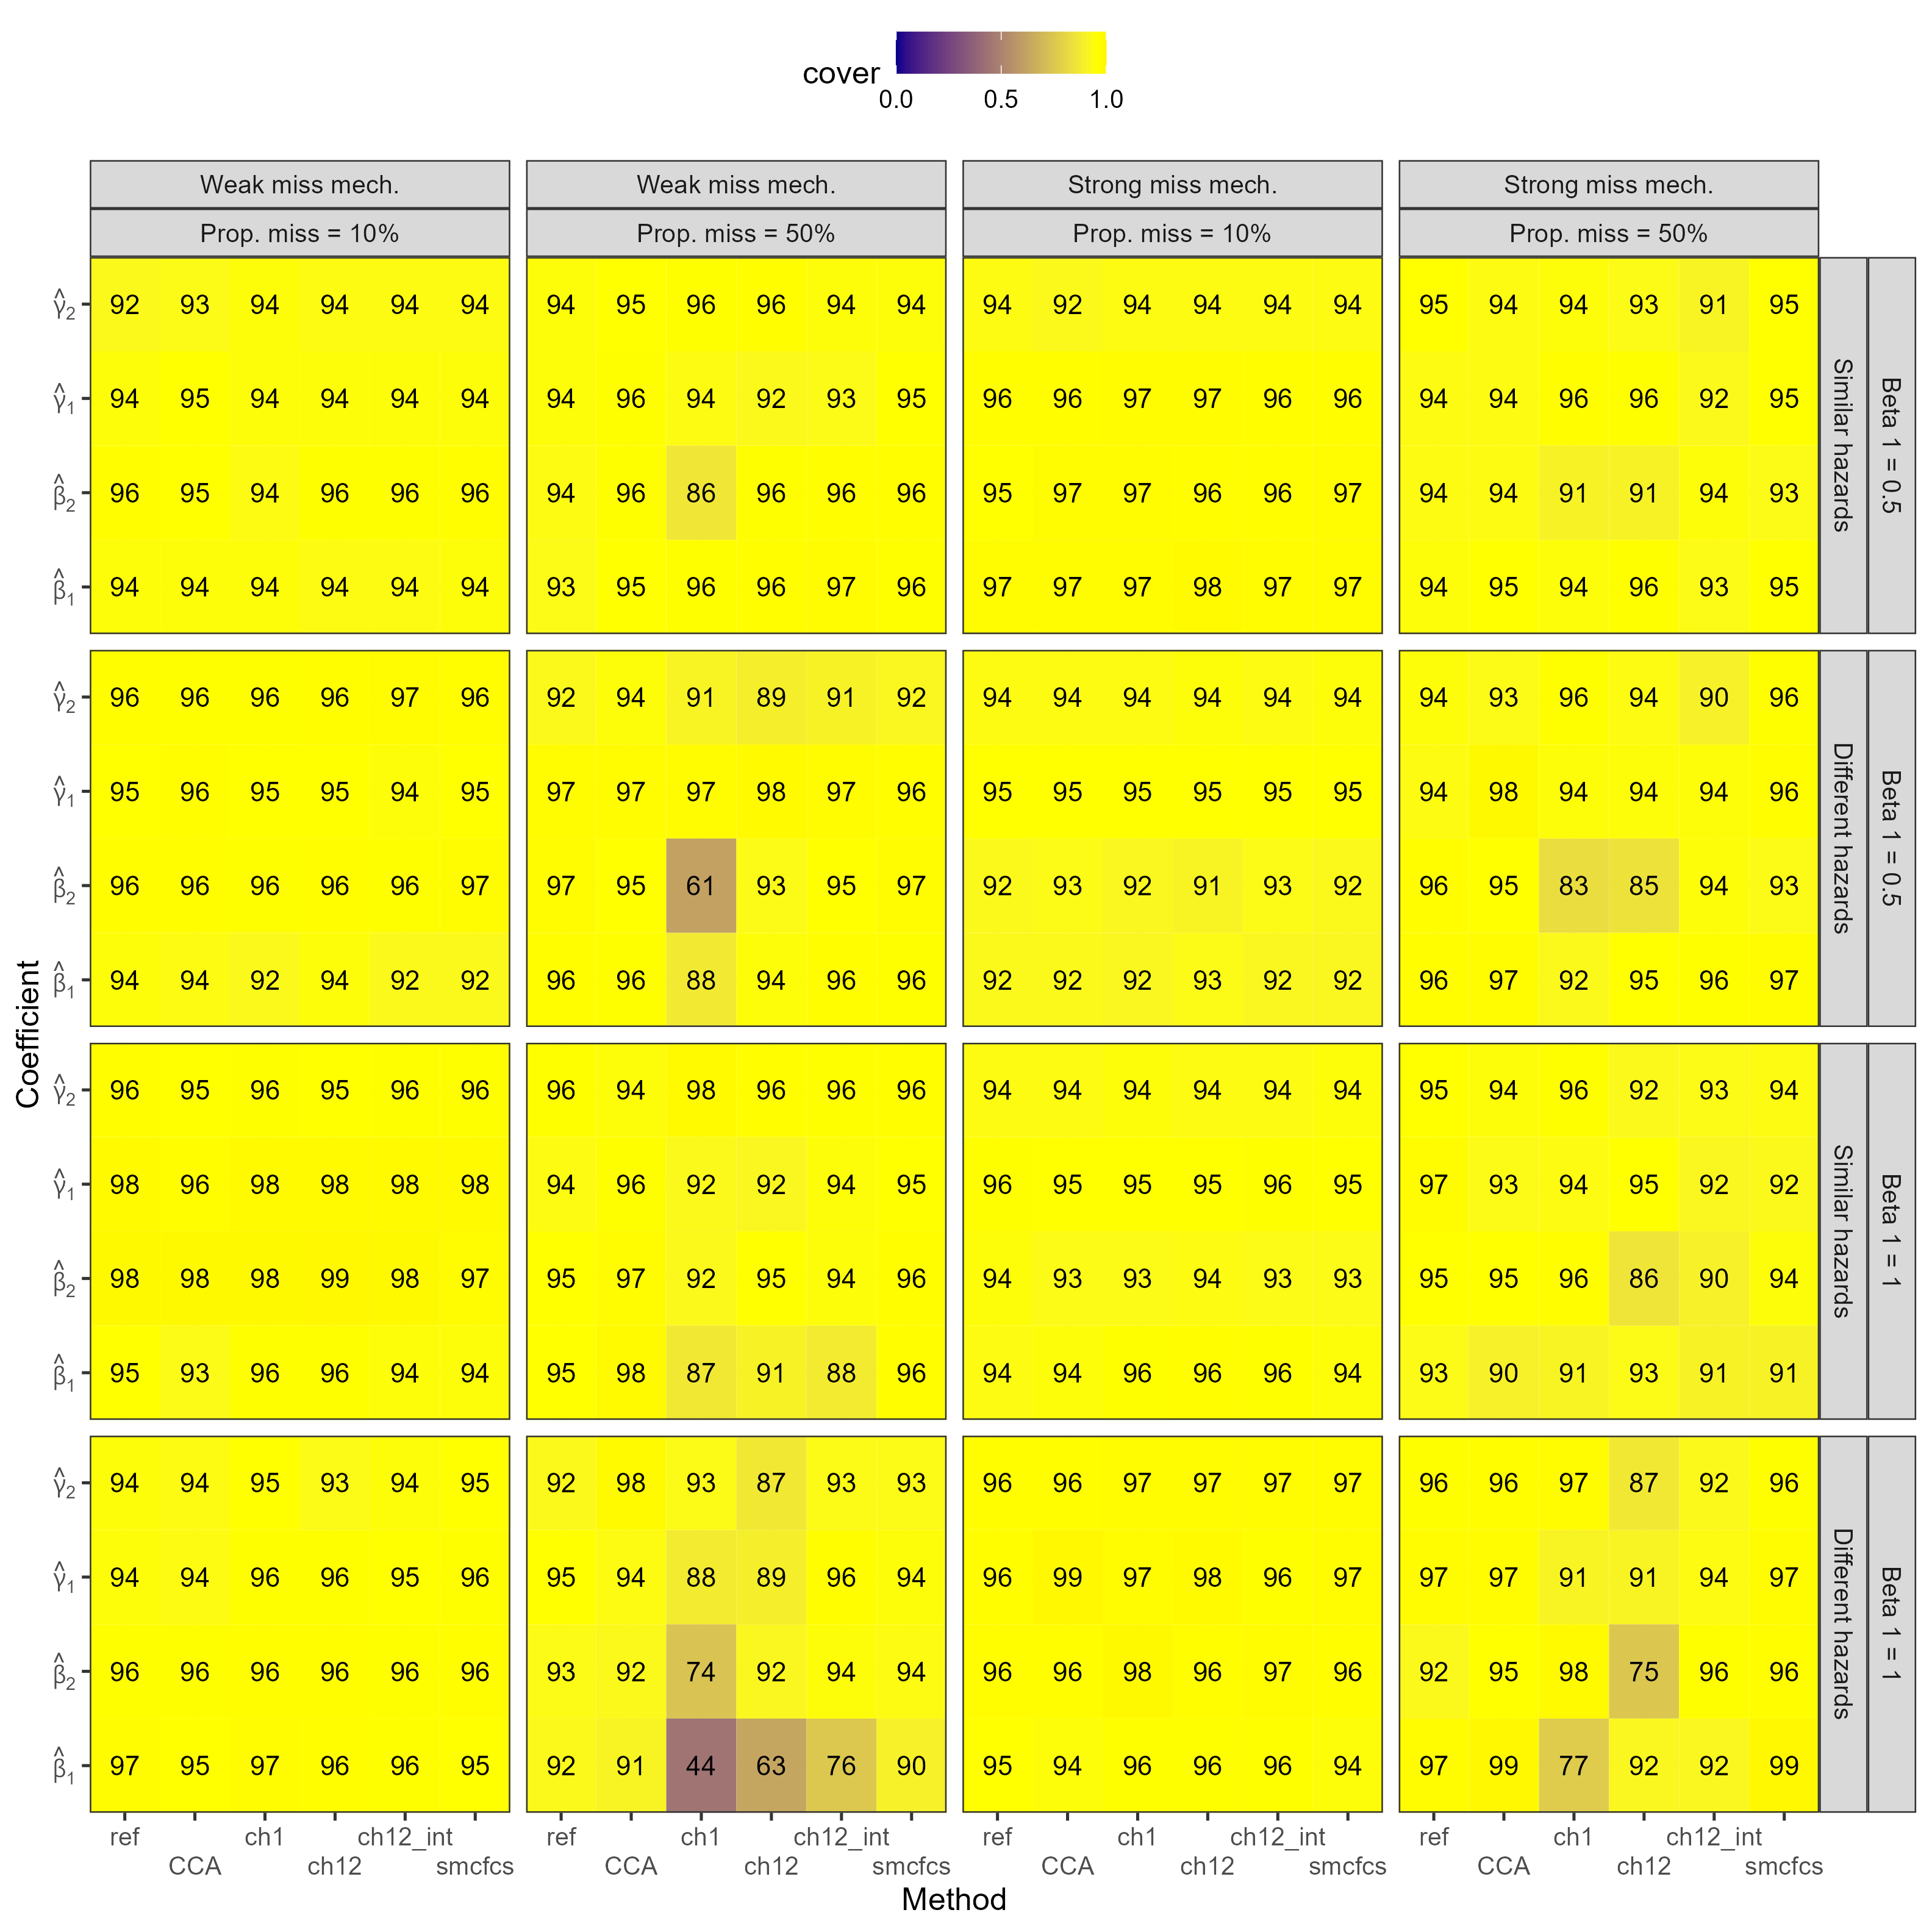 cover
0.0 0.5 1.0
Weak miss mech. Weak miss mech. Strong miss mech. Strong miss mech.
Prop. miss = 10% Prop. miss = 50% Prop. miss = 10% Prop. miss = 50%
Coefficient
Similar hazards Beta 1 = 0.5
γ̂2 92 93 94 94 94 94 94 95 96 96 94 94 94 92 94 94 94 94 95 94 94 93 91 95
γ̂1 94 95 94 94 94 94 94 96 94 92 93 95 96 96 97 97 96 96 94 94 96 96 92 95
β̂2 96 95 94 96 96 96 94 96 86 96 96 96 95 97 97 96 96 97 94 94 91 91 94 93
β̂1 94 94 94 94 94 94 93 95 96 96 97 96 97 97 97 98 97 97 94 95 94 96 93 95
Different hazards Beta 1 = 0.5
γ̂2 96 96 96 96 97 96 92 94 91 89 91 92 94 94 94 94 94 94 94 93 96 94 90 96
γ̂1 95 96 95 95 94 95 97 97 97 98 97 96 95 95 95 95 95 95 94 98 94 94 94 96
β̂2 96 96 96 96 96 97 97 95 61 93 95 97 92 93 92 91 93 92 96 95 83 85 94 93
β̂1 94 94 92 94 92 92 96 96 88 94 96 96 92 92 92 93 92 92 96 97 92 95 96 97
Similar hazards Beta 1 = 1
γ̂2 96 95 96 95 96 96 96 94 98 96 96 96 94 94 94 94 94 94 95 94 96 92 93 94
γ̂1 98 96 98 98 98 98 94 96 92 92 94 95 96 95 95 95 96 95 97 93 94 95 92 92
β̂2 98 98 98 99 98 97 95 97 92 95 94 96 94 93 93 94 93 93 95 95 96 86 90 94
β̂1 95 93 96 96 94 94 95 98 87 91 88 96 94 94 96 96 96 94 93 90 91 93 91 91
Different hazards Beta 1 = 1
γ̂2 94 94 95 93 94 95 92 98 93 87 93 93 96 96 97 97 97 97 96 96 97 87 92 96
γ̂1 94 94 96 96 95 96 95 94 88 89 96 94 96 99 97 98 96 97 97 97 91 91 94 97
β̂2 96 96 96 96 96 96 93 92 74 92 94 94 96 96 98 96 97 96 92 95 98 75 96 96
β̂1 97 95 97 96 96 95 92 91 44 63 76 90 95 94 96 96 96 94 97 99 77 92 92 99
ref ch1 ch12_int ref ch1 ch12_int ref ch1 ch12_int ref ch1 ch12_int
CCA ch12 smcfcs CCA ch12 smcfcs CCA ch12 smcfcs CCA ch12 smcfcs
Method